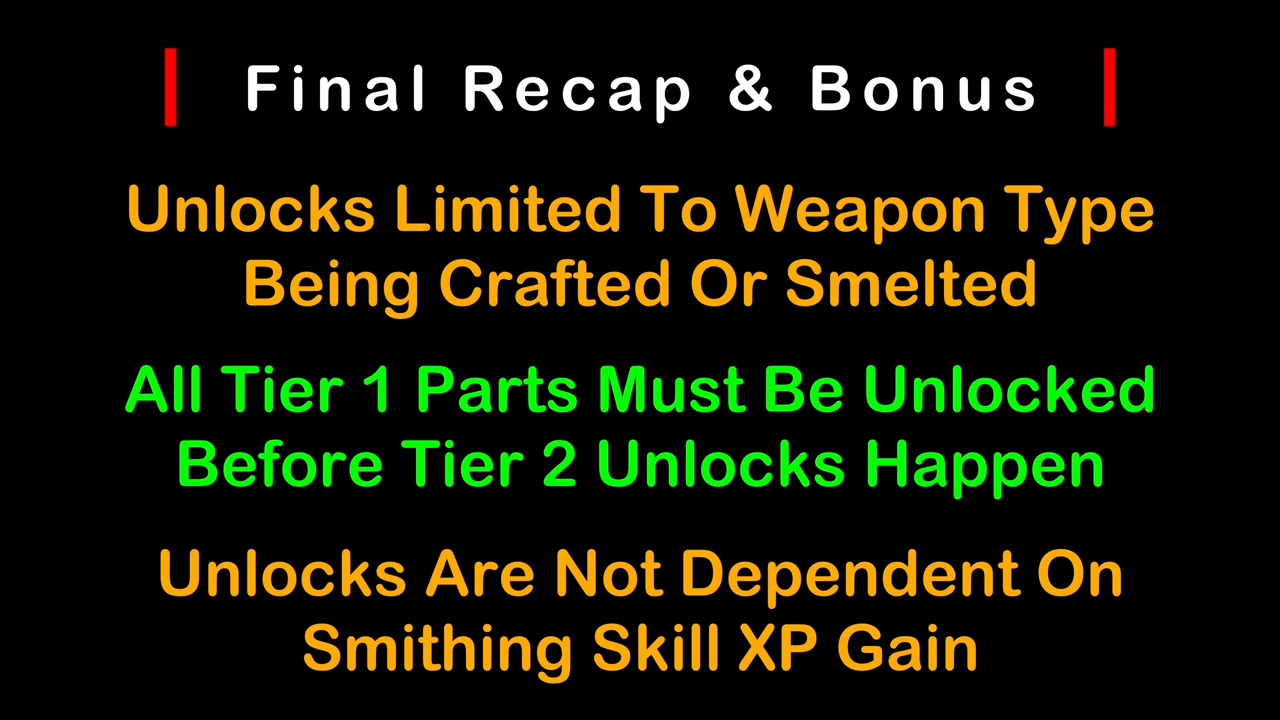 Final Recap & Bonus
Unlocks Limited To Weapon Type
Being Crafted Or Smelted
All Tier 1 Parts Must Be Unlocked
Before Tier 2 Unlocks Happen
Unlocks Are Not Dependent On
Smithing Skill XP Gain